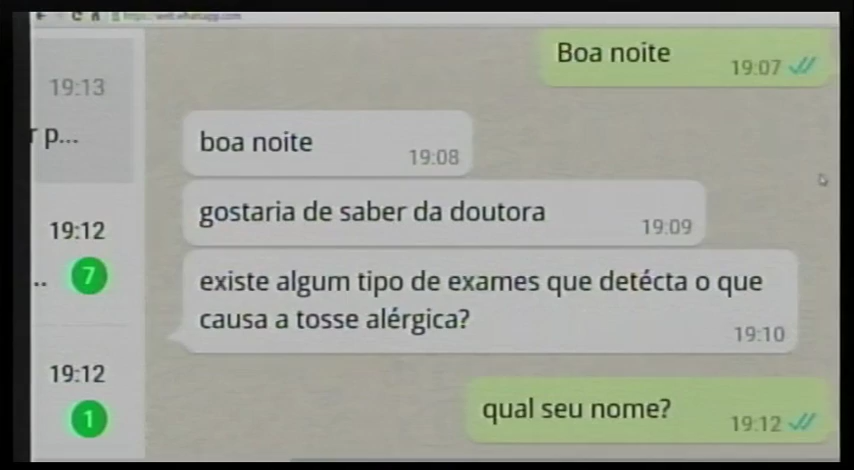 Boa noite
19:07
19:13
r p...
boa noite
19:08
gostaria de saber da doutora
19:09
19:12
.. 7
existe algum tipo de exames que detécta o que
causa a tosse alérgica?
19:10
19:12
1
qual seu nome?
19:12